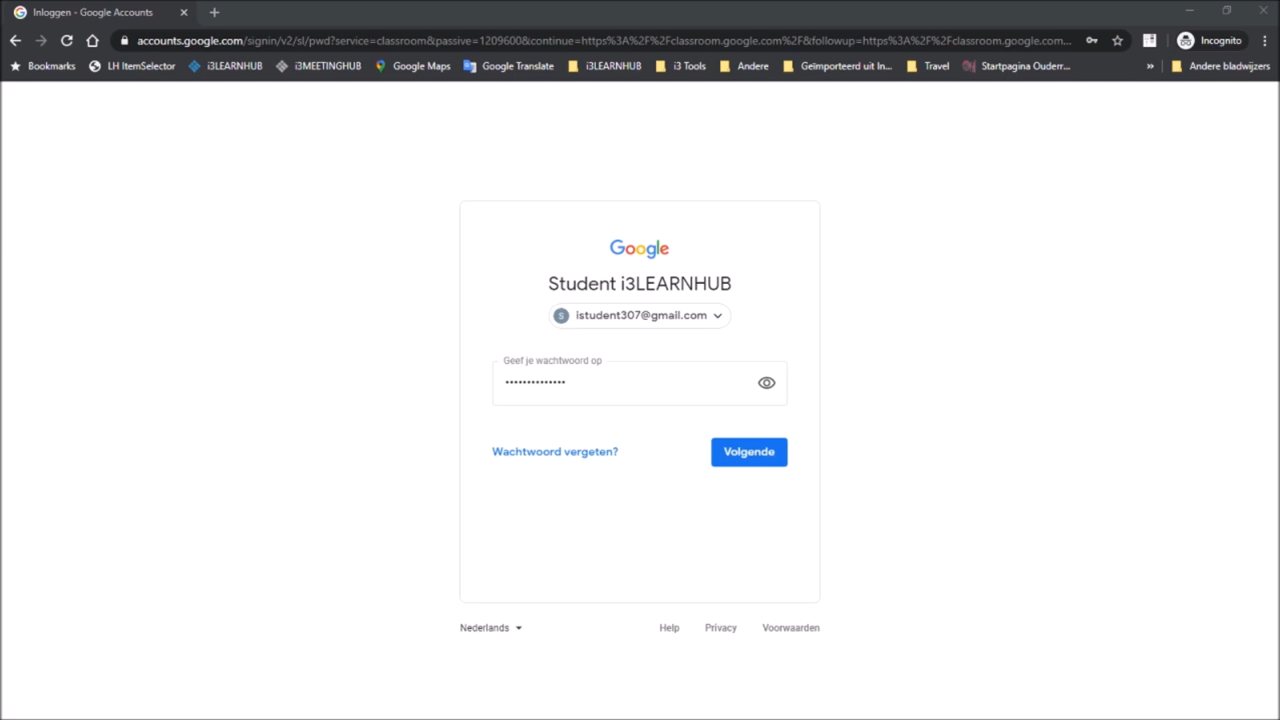 Inloggen - Google Accounts
accounts.google.com/signin/v2/sl/pwd?service=classroom&passive=1209600&continue=https%3A%2F%2Fclassroom.google.com%2F&followup=https%3A%2F%2Fclassroom.google.com...
Incognito
Bookmarks LH ItemSelector i3LEARNHUB i3MEETINGHUB Google Maps Google Translate i3LEARNHUB i3 Tools Andere Geïmporteerd uit In... Travel Startpagina Ouderr... » Andere bladwijzers
Google
Student i3LEARNHUB
S istudent307@gmail.com
Geef je wachtwoord op
••••••••••••••
Wachtwoord vergeten? Volgende
Nederlands Help Privacy Voorwaarden